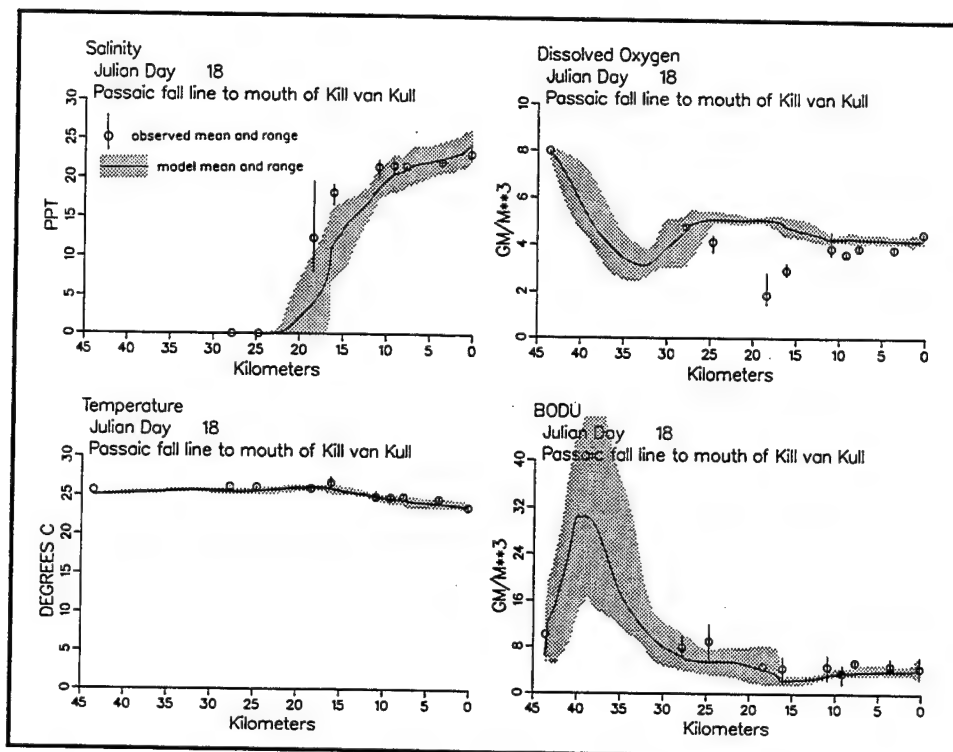 Salinity
Julian Day 18
Passaic fall line to mouth of Kill van Kull
30
25
20
15
10
5
0
PPT
observed mean and range
model mean and range
45 40 35 30 25 20 15 10 5 0
Kilometers
Dissolved Oxygen
Julian Day 18
Passaic fall line to mouth of Kill van Kull
10
8
6
4
2
0
GM/M**3
45 40 35 30 25 20 15 10 5 0
Kilometers
Temperature
Julian Day 18
Passaic fall line to mouth of Kill van Kull
30
25
20
15
10
5
0
DEGREES C
45 40 35 30 25 20 15 10 5 0
Kilometers
BODU
Julian Day 18
Passaic fall line to mouth of Kill van Kull
40
32
24
16
8
0
GM/M**3
45 40 35 30 25 20 15 10 5 0
Kilometers